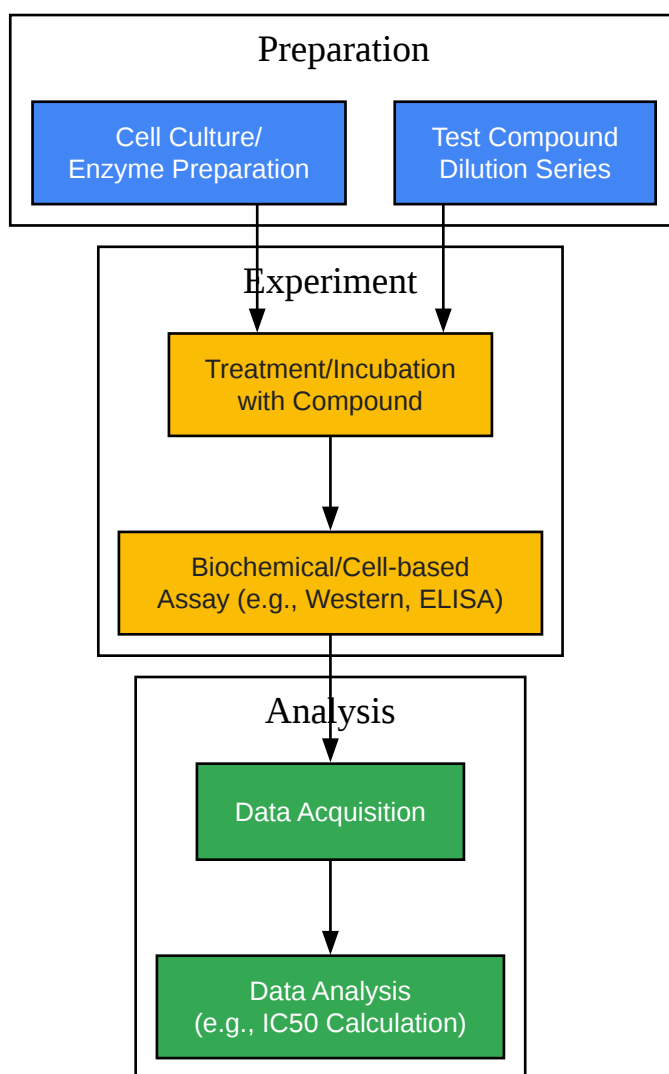 Preparation
Cell Culture/
Enzyme Preparation
Test Compound
Dilution Series
Experiment
Treatment/Incubation
with Compound
Biochemical/Cell-based
Assay (e.g., Western, ELISA)
Analysis
Data Acquisition
Data Analysis
(e.g., IC50 Calculation)